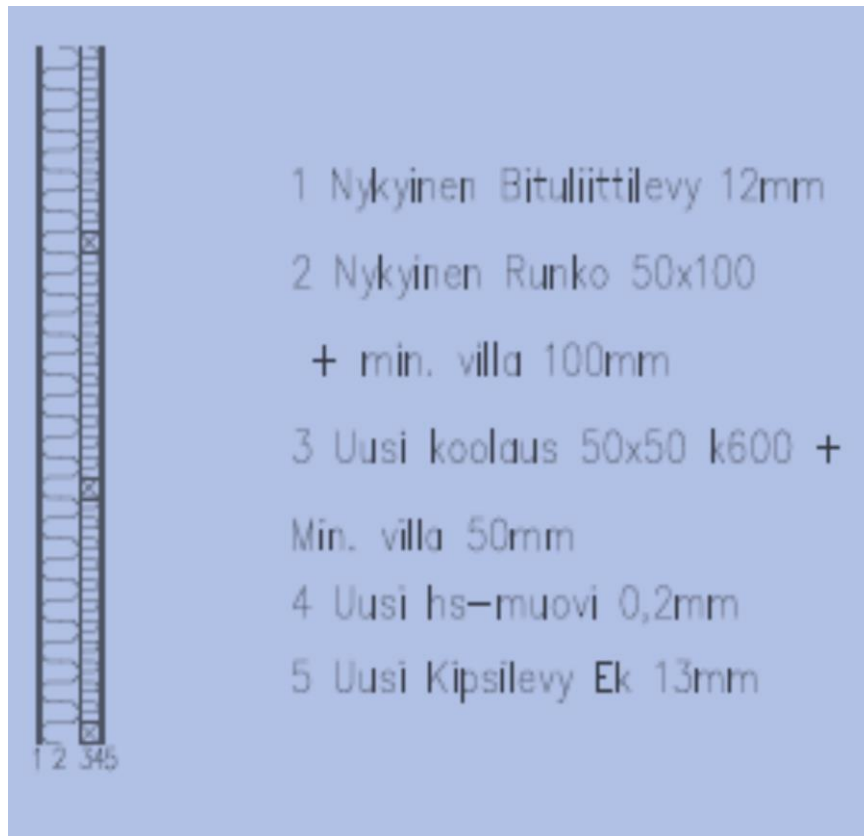 1 Nykyinen Bituliittilevy 12mm
2 Nykyinen Runko 50x100
+ min. villa 100mm
3 Uusi koolaus 50x50 k600 +
Min. villa 50mm
4 Uusi hs-muovi 0,2mm
5 Uusi Kipsilevy Ek 13mm
1 2 345